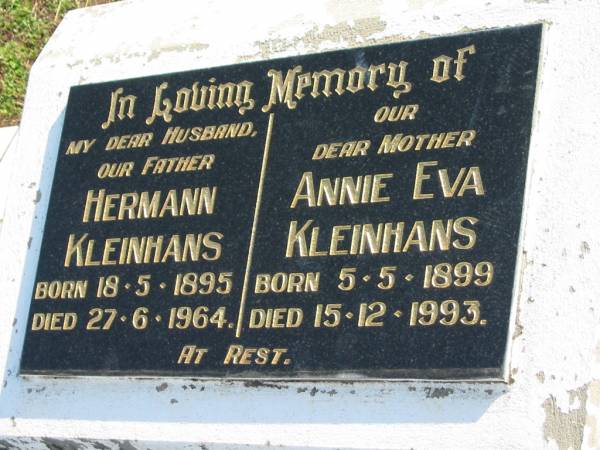 In Loving Memory of
MY DEAR HUSBAND,
OUR FATHER
HERMANN
KLEINHANS
BORN 18·5·1895
DIED 27·6·1964.
OUR
DEAR MOTHER
ANNIE EVA
KLEINHANS
BORN 5·5·1899
DIED 15·12·1993.
AT REST.